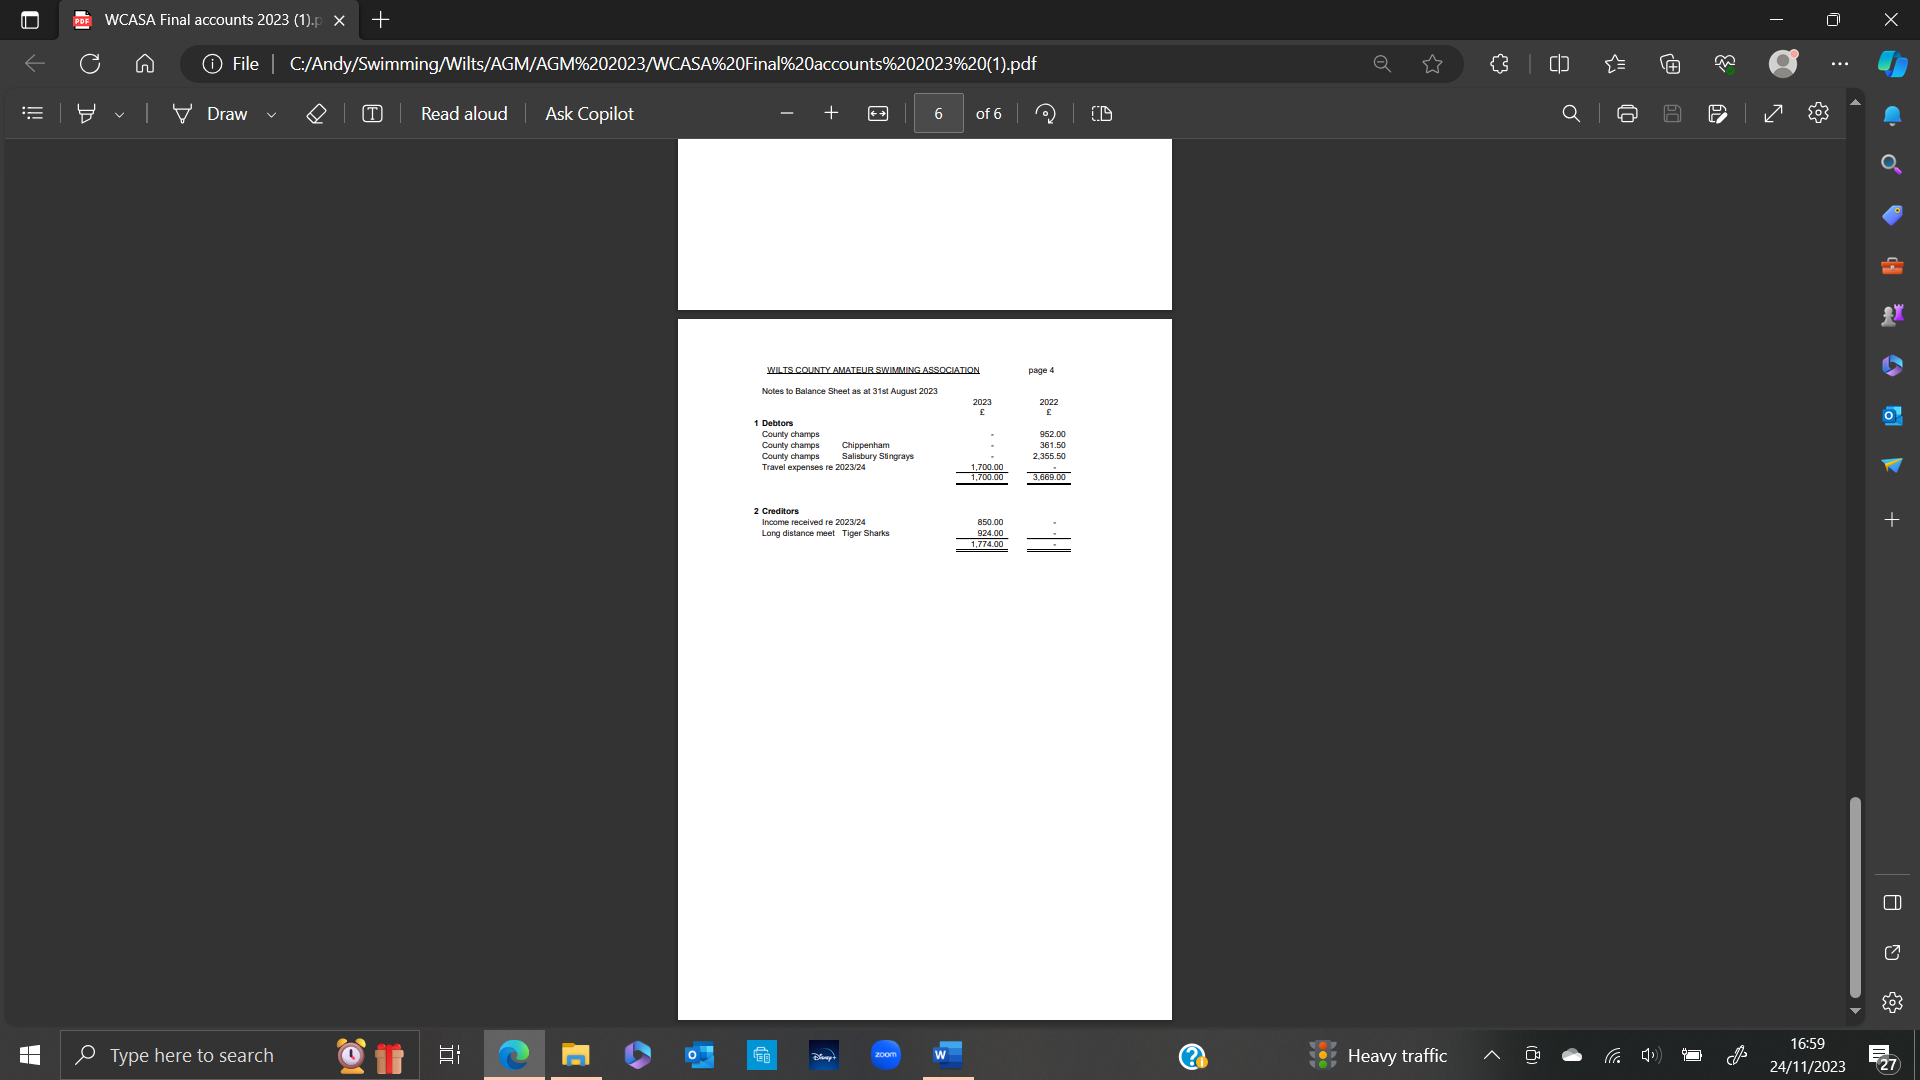 WCASA Final accounts 2023 (1).p
File
C:/Andy/Swimming/Wilts/AGM/AGM%202023/WCASA%20Final%20accounts%202023%20(1).pdf
Draw
Read aloud
Ask Copilot
6 of 6
WILTS COUNTY AMATEUR SWIMMING ASSOCIATION page 4
Notes to Balance Sheet as at 31st August 2023
2023 2022
£ £
1 Debtors
County champs - 952.00
County champs Chippenham - 361.50
County champs Salisbury Stingrays - 2,355.50
Travel expenses re 2023/24 1,700.00 -
1,700.00 3,669.00
2 Creditors
Income received re 2023/24 850.00 -
Long distance meet Tiger Sharks 924.00 -
1,774.00 -
Type here to search
Disney+
zoom
Heavy traffic
16:59
24/11/2023
27